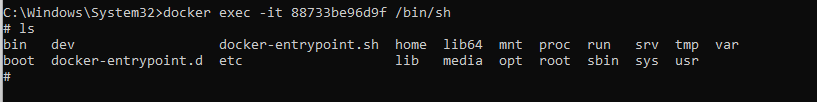 C:\Windows\System32>docker exec -it 88733be96d9f /bin/sh
# ls
bin   dev                  docker-entrypoint.sh  home  lib64  mnt  proc  run   srv  tmp  var
boot  docker-entrypoint.d  etc                   lib   media  opt  root  sbin  sys  usr
#